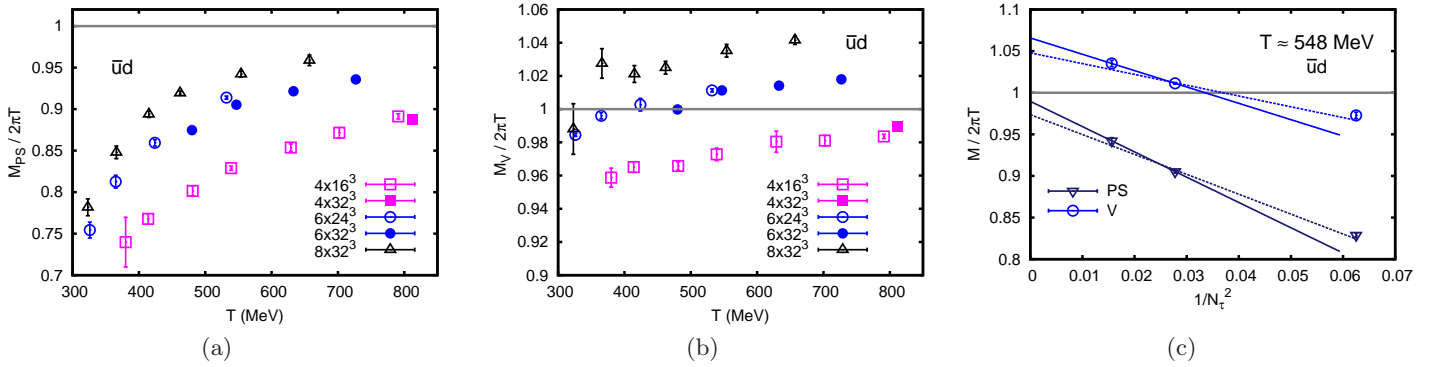 M_PS / 2πT
1
0.95
0.9
0.85
0.8
0.75
0.7
300 400 500 600 700 800
T (MeV)
u̅d
4x16³
4x32³
6x24³
6x32³
8x32³
(a)
M_V / 2πT
1.06
1.04
1.02
1
0.98
0.96
0.94
0.92
0.9
300 400 500 600 700 800
T (MeV)
u̅d
4x16³
4x32³
6x24³
6x32³
8x32³
(b)
M / 2πT
1.1
1.05
1
0.95
0.9
0.85
0.8
0 0.01 0.02 0.03 0.04 0.05 0.06 0.07
1/N_τ²
T ≈ 548 MeV
u̅d
PS
V
(c)